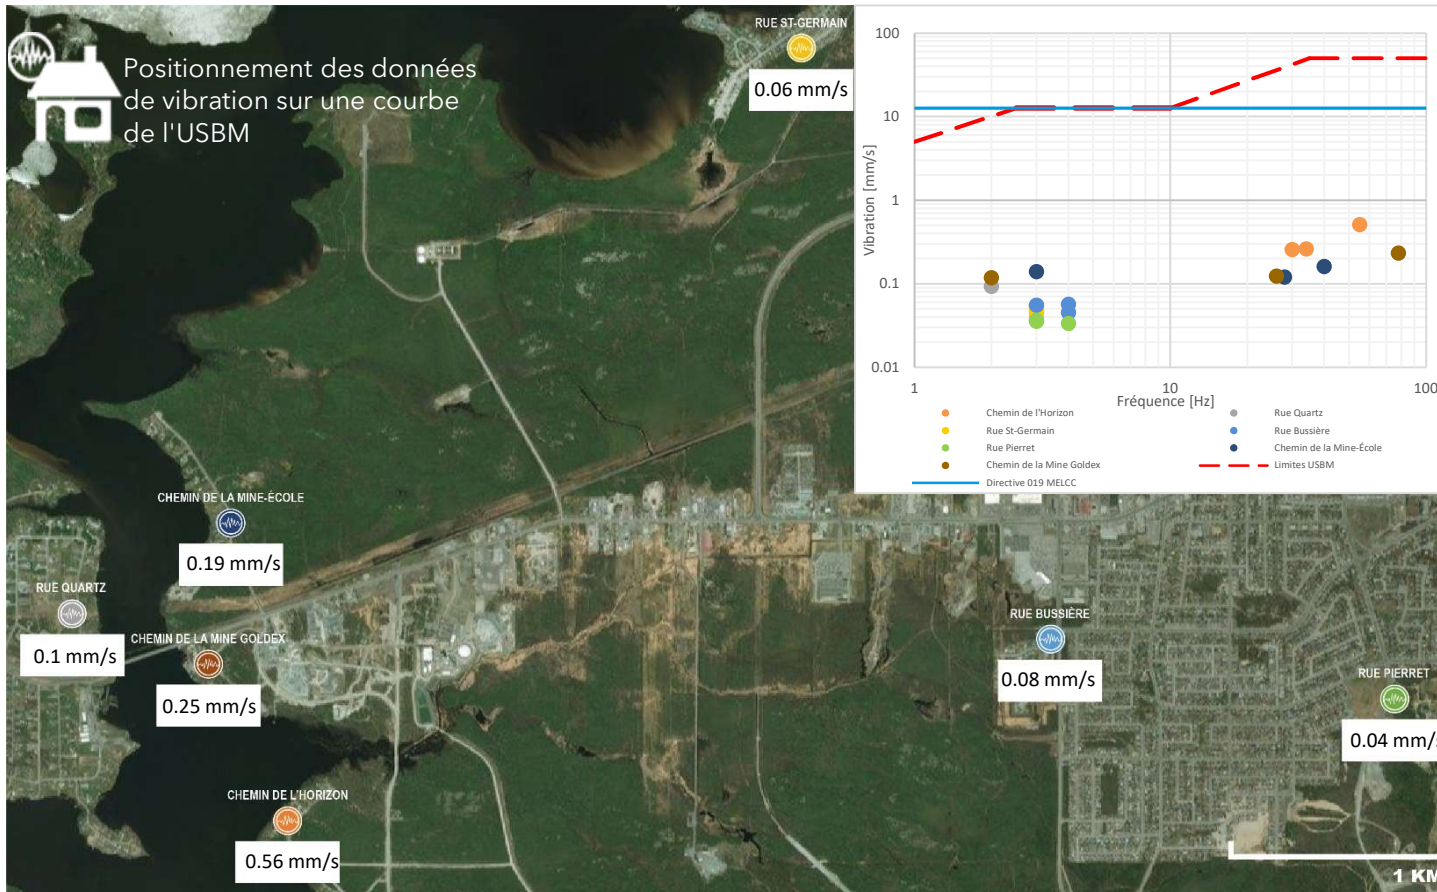 Positionnement des données
de vibration sur une courbe
de l'USBM
RUE ST-GERMAIN
0.06 mm/s
100
10
1
0.1
0.01
Vibration [mm/s]
1
10
100
Fréquence [Hz]
Chemin de l'Horizon
Rue Quartz
Rue St-Germain
Rue Bussière
Rue Pierret
Chemin de la Mine-École
Chemin de la Mine Goldex
Limites USBM
Directive 019 MELCC
CHEMIN DE LA MINE-ÉCOLE
0.19 mm/s
RUE QUARTZ
0.1 mm/s
CHEMIN DE LA MINE GOLDEX
0.25 mm/s
RUE BUSSIÈRE
0.08 mm/s
RUE PIERRET
0.04 mm/s
CHEMIN DE L'HORIZON
0.56 mm/s
1 KM